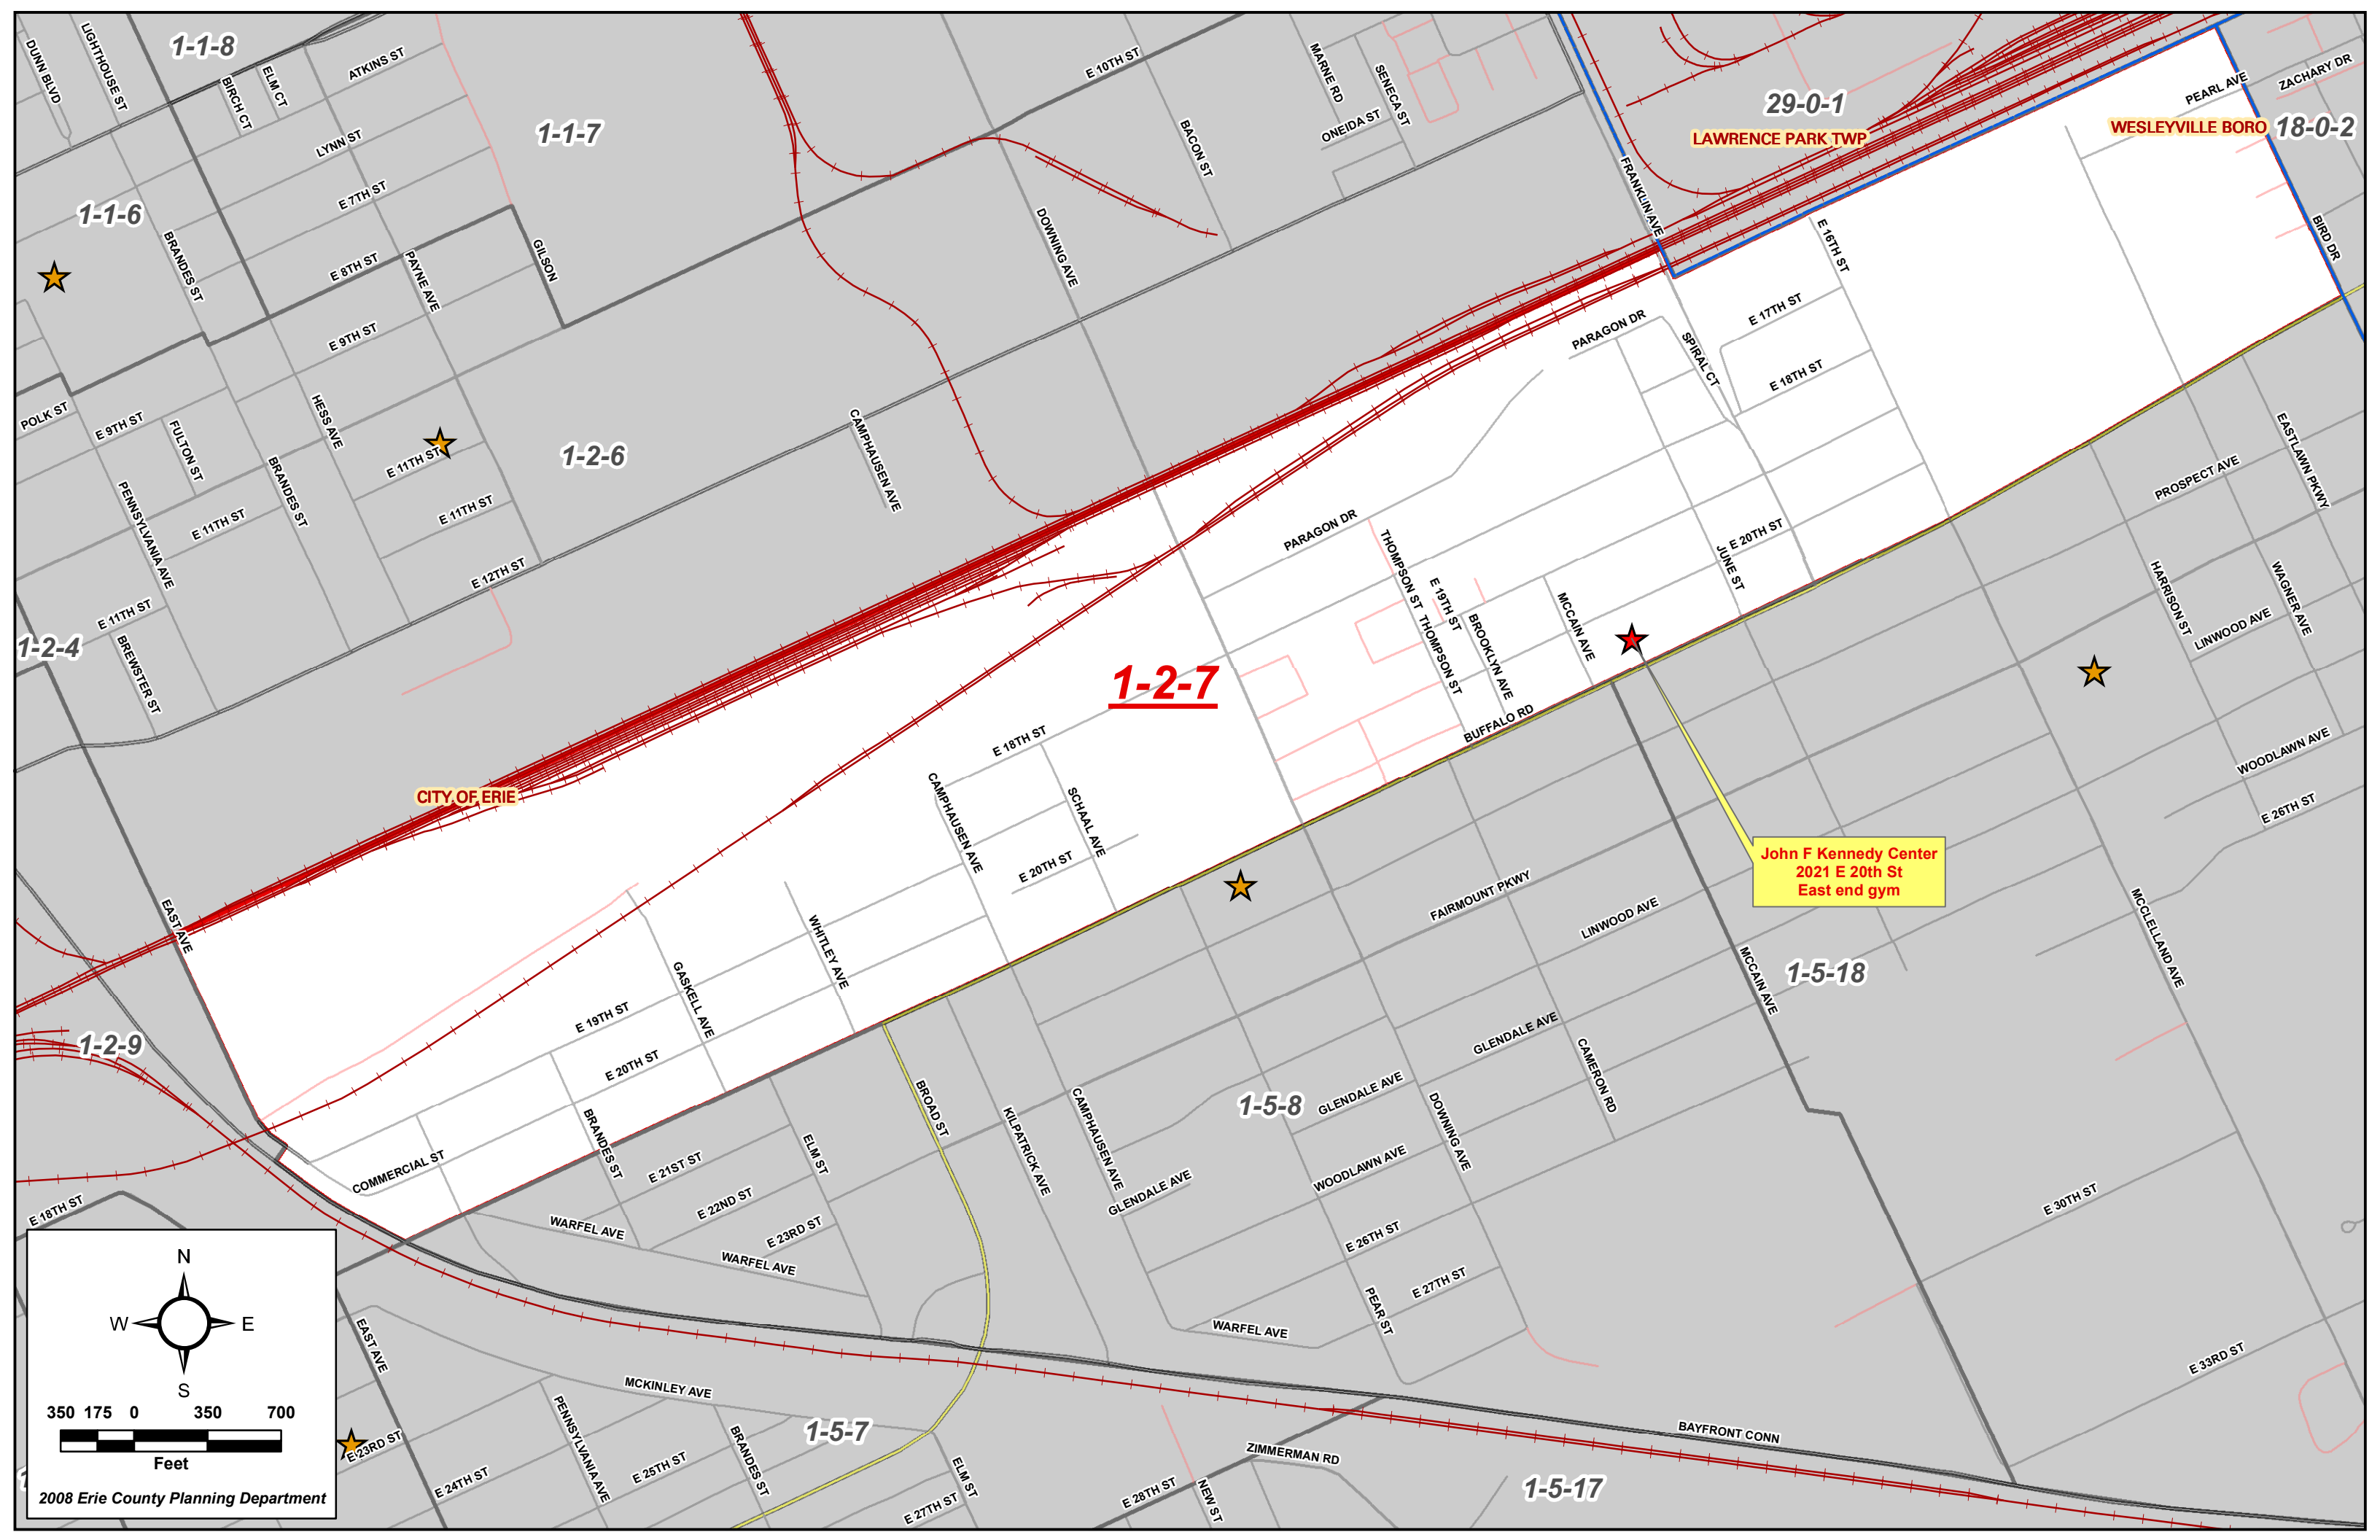 DUNN BLVD
LIGHTHOUSE ST
1-1-8
BIRCH CT
ELM CT
ATKINS ST
LYNN ST
E 7TH ST
1-1-7
E 10TH ST
BACON ST
MARNE RD
SENECA ST
ONEIDA ST
29-0-1
LAWRENCE PARK TWP
FRANKLIN AVE
PEARL AVE
ZACHARY DR
WESLEYVILLE BORO
18-0-2
BIRD DR
1-1-6
BRANDES ST
E 8TH ST
PAYNE AVE
GILSON
DOWNING AVE
E 16TH ST
E 17TH ST
E 9TH ST
PARAGON DR
SPIRAL CT
E 18TH ST
POLK ST
E 9TH ST
FULTON ST
HESS AVE
E 11TH ST
1-2-6
CAMPHAUSEN AVE
EASTLAWN PKWY
PROSPECT AVE
PENNSYLVANIA AVE
E 11TH ST
BRANDES ST
E 11TH ST
E 12TH ST
PARAGON DR
THOMPSON ST
E 19TH ST
E 20TH ST
JUNE ST
HARRISON ST
WAGNER AVE
LINWOOD AVE
E 11TH ST
BREWSTER ST
1-2-4
THOMPSON ST
BROOKLYN AVE
MCCAIN AVE
1-2-7
BUFFALO RD
E 18TH ST
WOODLAWN AVE
E 26TH ST
CITY OF ERIE
CAMPHAUSEN AVE
SCHAAL AVE
E 20TH ST
John F Kennedy Center
2021 E 20th St
East end gym
FAIRMOUNT PKWY
LINWOOD AVE
MCCLELLAND AVE
EAST AVE
WHITLEY AVE
GASKELL AVE
MCCAIN AVE
1-5-18
E 19TH ST
E 20TH ST
1-2-9
GLENDALE AVE
CAMERON RD
1-5-8
GLENDALE AVE
BROAD ST
KILPATRICK AVE
CAMPHAUSEN AVE
DOWNING AVE
BRANDES ST
COMMERCIAL ST
E 21ST ST
ELM ST
E 22ND ST
E 23RD ST
GLENDALE AVE
WOODLAWN AVE
E 30TH ST
E 18TH ST
WARFEL AVE
WARFEL AVE
E 26TH ST
E 27TH ST
PEAR ST
WARFEL AVE
N
W
E
S
350 175 0 350 700
Feet
2008 Erie County Planning Department
EAST AVE
E 23RD ST
MCKINLEY AVE
E 33RD ST
PENNSYLVANIA AVE
BRANDES ST
1-5-7
E 24TH ST
E 25TH ST
ELM ST
E 27TH ST
BAYFRONT CONN
ZIMMERMAN RD
E 28TH ST
NEW ST
1-5-17